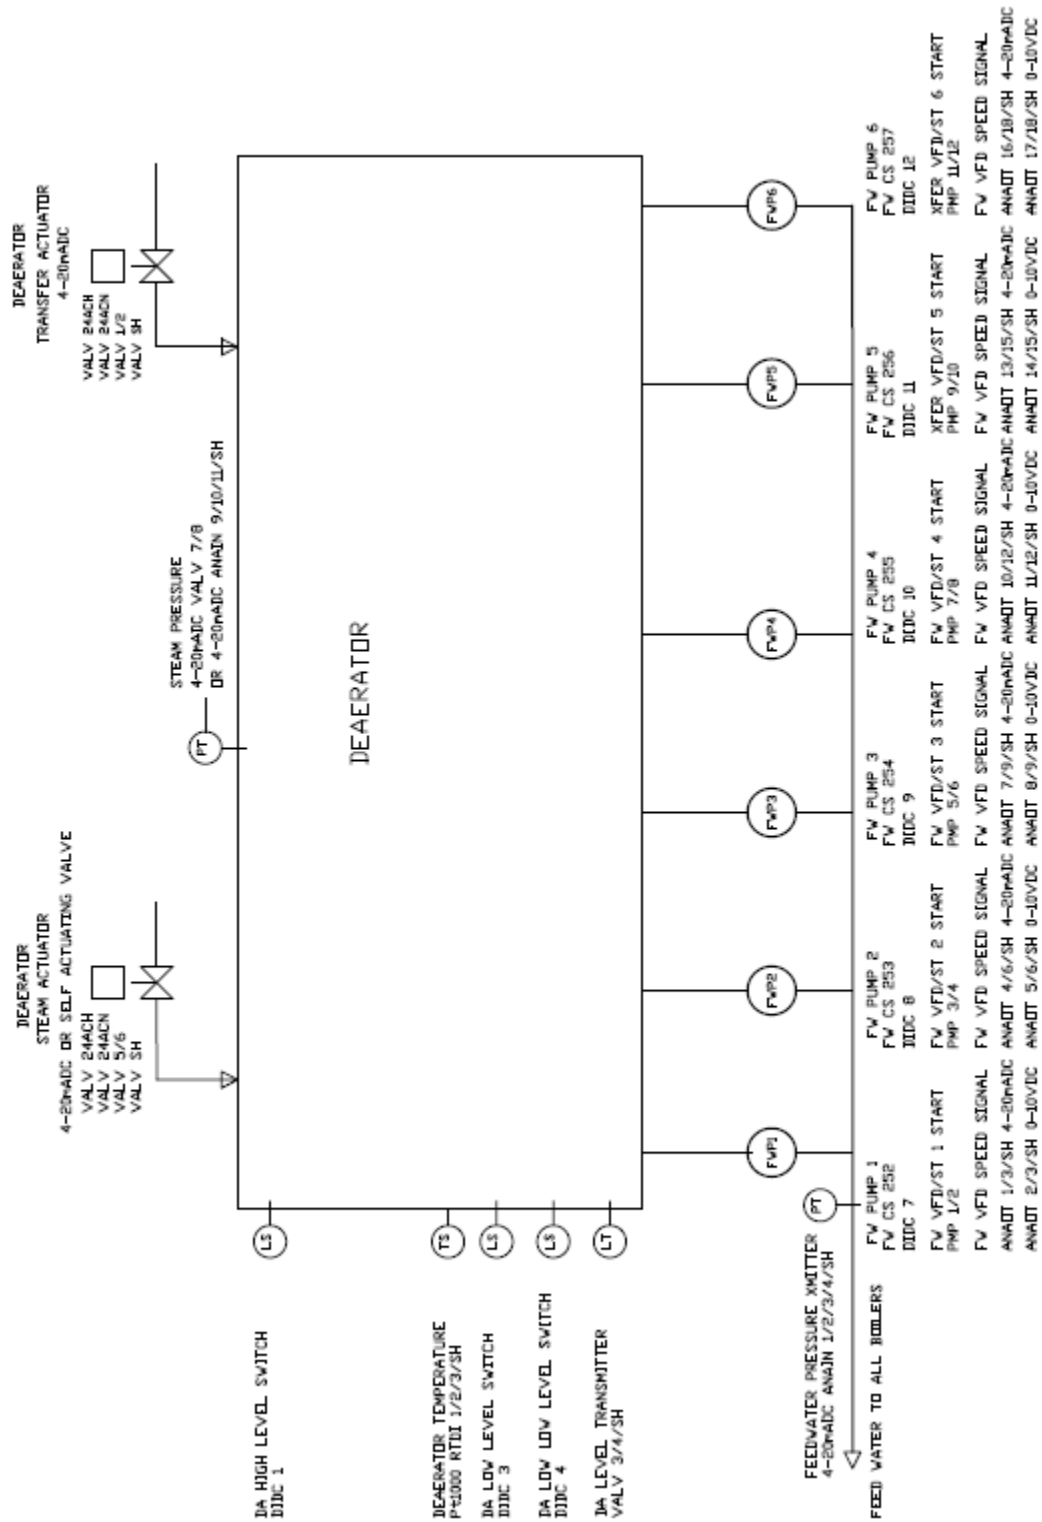 DEAERATOR
STEAM ACTUATOR
4-20mADC OR SELF ACTUATING VALVE
VALV 24ACH
VALV 24ACN
VALV 5/6
VALV SH
DEAERATOR
TRANSFER ACTUATOR
4-20mADC
VALV 24ACH
VALV 24ACN
VALV 1/2
VALV SH
STEAM PRESSURE
4-20mADC VALV 7/8
OR 4-20mADC ANAIN 9/10/11/SH
PT
DEAERATOR
DA HIGH LEVEL SWITCH
DIDC 1
LS
DEAERATOR TEMPERATURE
Pt1000 RTDI 1/2/3/SH
TS
DA LOW LEVEL SWITCH
DIDC 3
LS
DA LOW LOW LEVEL SWITCH
DIDC 4
LS
DA LEVEL TRANSMITTER
VALV 3/4/SH
LT
FWP1
FWP2
FWP3
FWP4
FWP5
FWP6
FEEDWATER PRESSURE XMITTER
4-20mADC ANAIN 1/2/3/4/SH
PT
FEED WATER TO ALL BOILERS
FW PUMP 1
FW CS 252
DIDC 7
FW VFD/ST 1 START
PMP 1/2
FW VFD SPEED SIGNAL
ANAOT 1/3/SH 4-20mADC
ANAOT 2/3/SH 0-10VDC
FW PUMP 2
FW CS 253
DIDC 8
FW VFD/ST 2 START
PMP 3/4
FW VFD SPEED SIGNAL
ANAOT 4/6/SH 4-20mADC
ANAOT 5/6/SH 0-10VDC
FW PUMP 3
FW CS 254
DIDC 9
FW VFD/ST 3 START
PMP 5/6
FW VFD SPEED SIGNAL
ANAOT 7/9/SH 4-20mADC
ANAOT 8/9/SH 0-10VDC
FW PUMP 4
FW CS 255
DIDC 10
FW VFD/ST 4 START
PMP 7/8
FW VFD SPEED SIGNAL
ANAOT 10/12/SH 4-20mADC
ANAOT 11/12/SH 0-10VDC
FW PUMP 5
FW CS 256
DIDC 11
XFER VFD/ST 5 START
PMP 9/10
FW VFD SPEED SIGNAL
ANAOT 13/15/SH 4-20mADC
ANAOT 14/15/SH 0-10VDC
FW PUMP 6
FW CS 257
DIDC 12
XFER VFD/ST 6 START
PMP 11/12
FW VFD SPEED SIGNAL
ANAOT 16/18/SH 4-20mADC
ANAOT 17/18/SH 0-10VDC